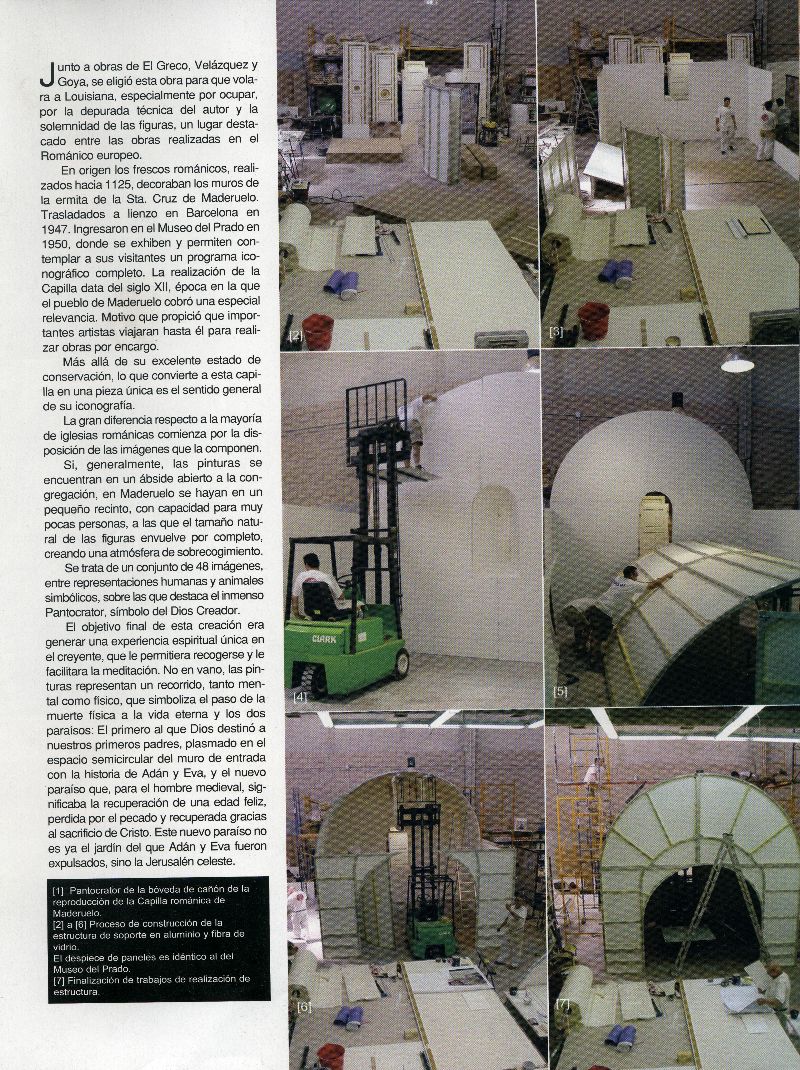 Junto a obras de El Greco, Velázquez y
Goya, se eligió esta obra para que vola-
ra a Louisiana, especialmente por ocupar,
por la depurada técnica del autor y la
solemnidad de las figuras, un lugar desta-
cado entre las obras realizadas en el
Románico europeo.
En origen los frescos románicos, reali-
zados hacia 1125, decoraban los muros de
la ermita de la Sta. Cruz de Maderuelo.
Trasladados a lienzo en Barcelona en
1947. Ingresaron en el Museo del Prado en
1950, donde se exhiben y permiten con-
templar a sus visitantes un programa ico-
nográfico completo. La realización de la
Capilla data del siglo XII, época en la que
el pueblo de Maderuelo cobró una especial
relevancia. Motivo que propició que impor-
tantes artistas viajaran hasta él para reali-
zar obras por encargo.
Más allá de su excelente estado de
conservación, lo que convierte a esta capi-
lla en una pieza única es el sentido general
de su iconografía.
La gran diferencia respecto a la mayoría
de iglesias románicas comienza por la dis-
posición de las imágenes que la componen.
Si, generalmente, las pinturas se
encuentran en un ábside abierto a la con-
gregación, en Maderuelo se hayan en un
pequeño recinto, con capacidad para muy
pocas personas, a las que el tamaño natu-
ral de las figuras envuelve por completo,
creando una atmósfera de sobrecogimiento.
Se trata de un conjunto de 48 imágenes,
entre representaciones humanas y animales
simbólicos, sobre las que destaca el inmenso
Pantocrator, símbolo del Dios Creador.
El objetivo final de esta creación era
generar una experiencia espiritual única en
el creyente, que le permitiera recogerse y le
facilitara la meditación. No en vano, las pin-
turas representan un recorrido, tanto men-
tal como físico, que simboliza el paso de la
muerte física a la vida eterna y los dos
paraísos: El primero al que Dios destinó a
nuestros primeros padres, plasmado en el
espacio semicircular del muro de entrada
con la historia de Adán y Eva, y el nuevo
paraíso que, para el hombre medieval, sig-
nificaba la recuperación de una edad feliz,
perdida por el pecado y recuperada gracias
al sacrificio de Cristo. Este nuevo paraíso no
es ya el jardín del que Adán y Eva fueron
expulsados, sino la Jerusalén celeste.
[1] Pantocrator de la bóveda de cañón de la
reproducción de la Capilla románica de
Maderuelo.
[2] a [6] Proceso de construcción de la
estructura de soporte en aluminio y fibra de
vidrio.
El despiece de paneles es idéntico al del
Museo del Prado.
[7] Finalización de trabajos de realización de
estructura.
[2]
[3]
CLARK
[4]
[5]
[6]
[7]